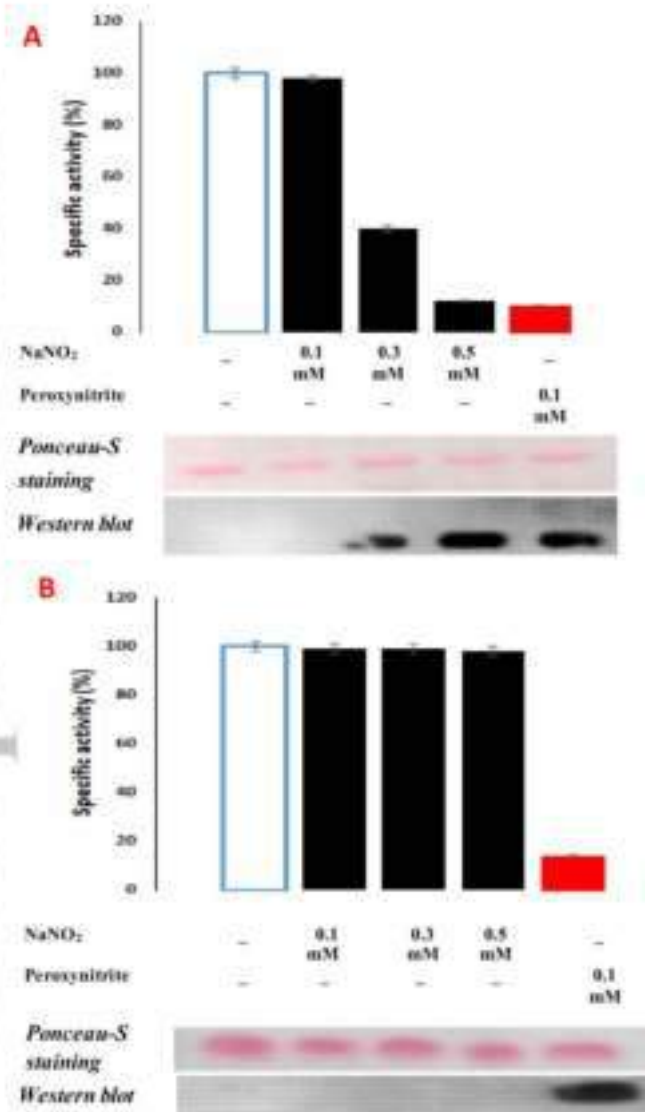 A
120
100
80
60
40
20
0
Specific activity (%)
NaNO₂ – 0.1 mM 0.3 mM 0.5 mM –
Peroxynitrite – – – – 0.1 mM
Ponceau-S
staining
Western blot
B
120
100
80
60
40
20
0
Specific activity (%)
NaNO₂ – 0.1 mM 0.3 mM 0.5 mM –
Peroxynitrite – – – – 0.1 mM
Ponceau-S
staining
Western blot